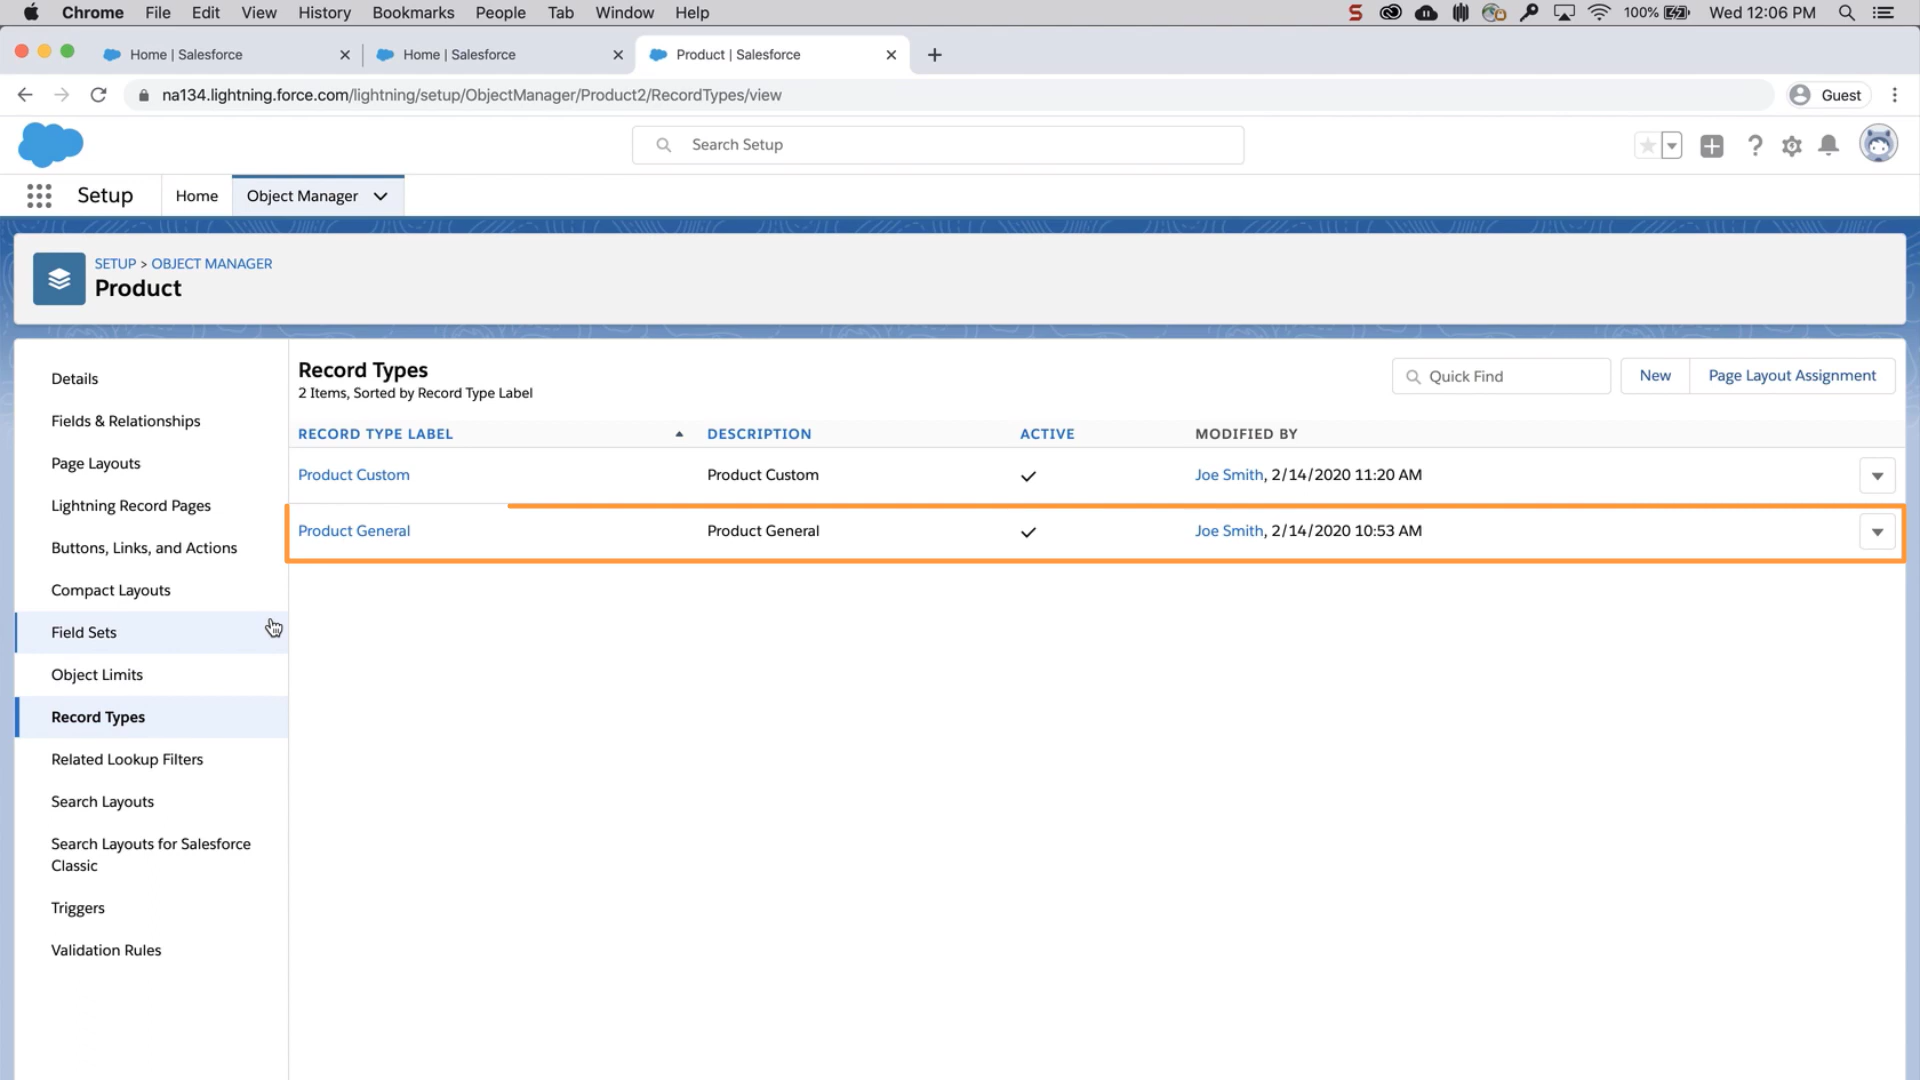 Chrome File Edit View History Bookmarks People Tab Window Help S 100% Wed 12:06 PM
Home | Salesforce Home | Salesforce Product | Salesforce
na134.lightning.force.com/lightning/setup/ObjectManager/Product2/RecordTypes/view Guest
Search Setup
Setup Home Object Manager
SETUP > OBJECT MANAGER
Product
Details
Fields & Relationships
Page Layouts
Lightning Record Pages
Buttons, Links, and Actions
Compact Layouts
Field Sets
Object Limits
Record Types
Related Lookup Filters
Search Layouts
Search Layouts for Salesforce
Classic
Triggers
Validation Rules
Record Types
2 Items, Sorted by Record Type Label
Quick Find New Page Layout Assignment
RECORD TYPE LABEL DESCRIPTION ACTIVE MODIFIED BY
Product Custom Product Custom Joe Smith, 2/14/2020 11:20 AM
Product General Product General Joe Smith, 2/14/2020 10:53 AM